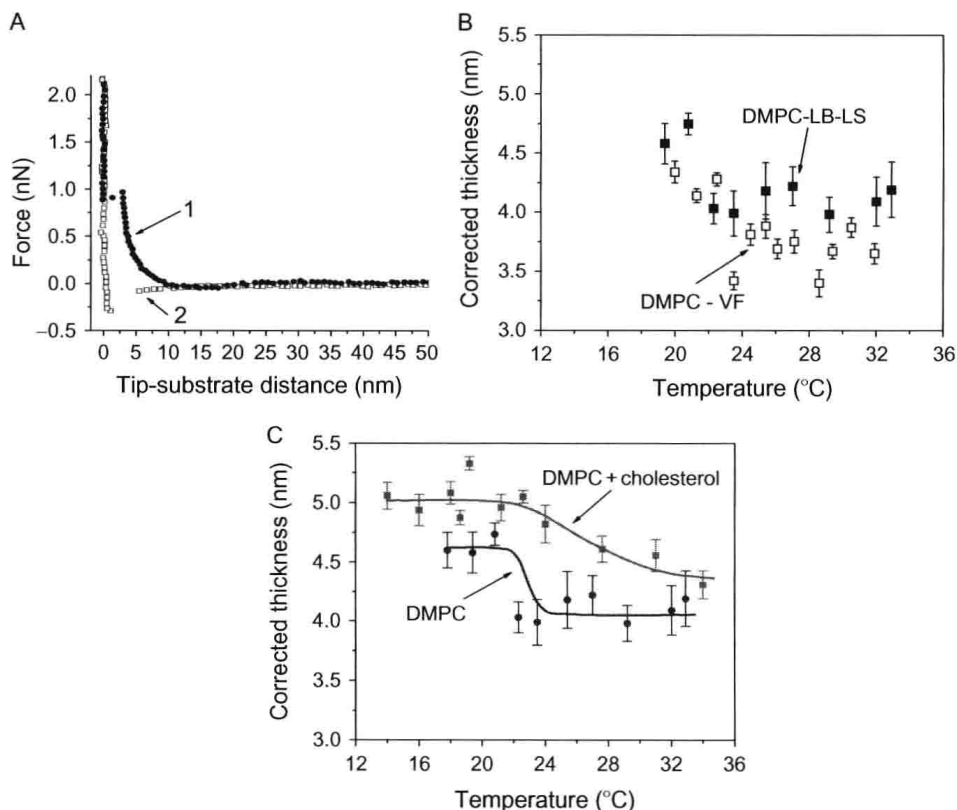 A
Force (nN)
2.0
1.5
1.0
0.5
0.0
−0.5
1
2
0 5 10 15 20 25 30 35 40 45 50
Tip-substrate distance (nm)
B
Corrected thickness (nm)
5.5
5.0
4.5
4.0
3.5
3.0
DMPC-LB-LS
DMPC - VF
12 16 20 24 28 32 36
Temperature (°C)
C
Corrected thickness (nm)
5.5
5.0
4.5
4.0
3.5
3.0
DMPC + cholesterol
DMPC
12 16 20 24 28 32 36
Temperature (°C)